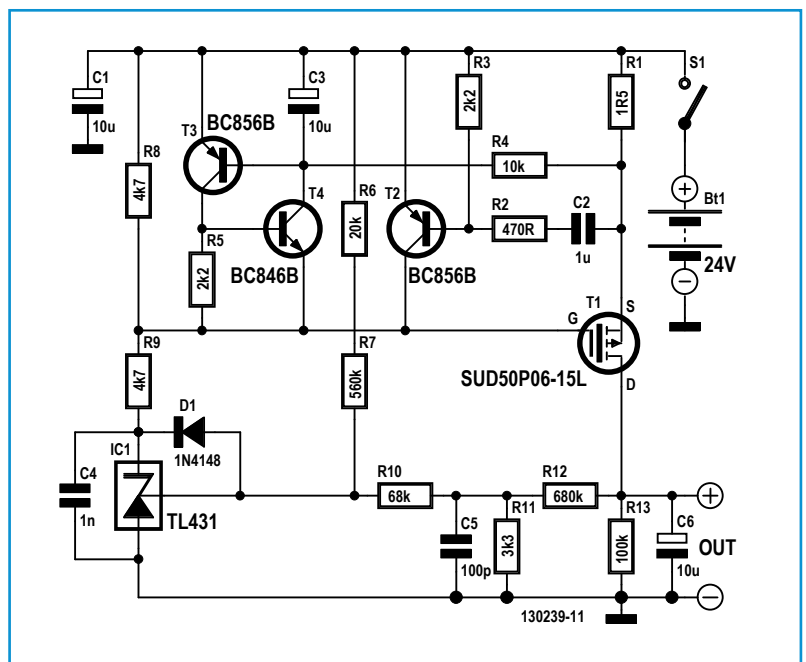 C1
10u
T3
BC856B
C3
10u
R3
2k2
R1
1R5
S1
R8
4k7
R4
10k
T4
R6
20k
T2
R2
470R
C2
1u
Bt1
24V
R5
2k2
BC846B
BC856B
T1
G
S
D
SUD50P06-15L
R9
4k7
R7
560k
D1
1N4148
IC1
C4
1n
TL431
R10
68k
R12
680k
C5
100p
R11
3k3
R13
100k
C6
10u
OUT
130239-11